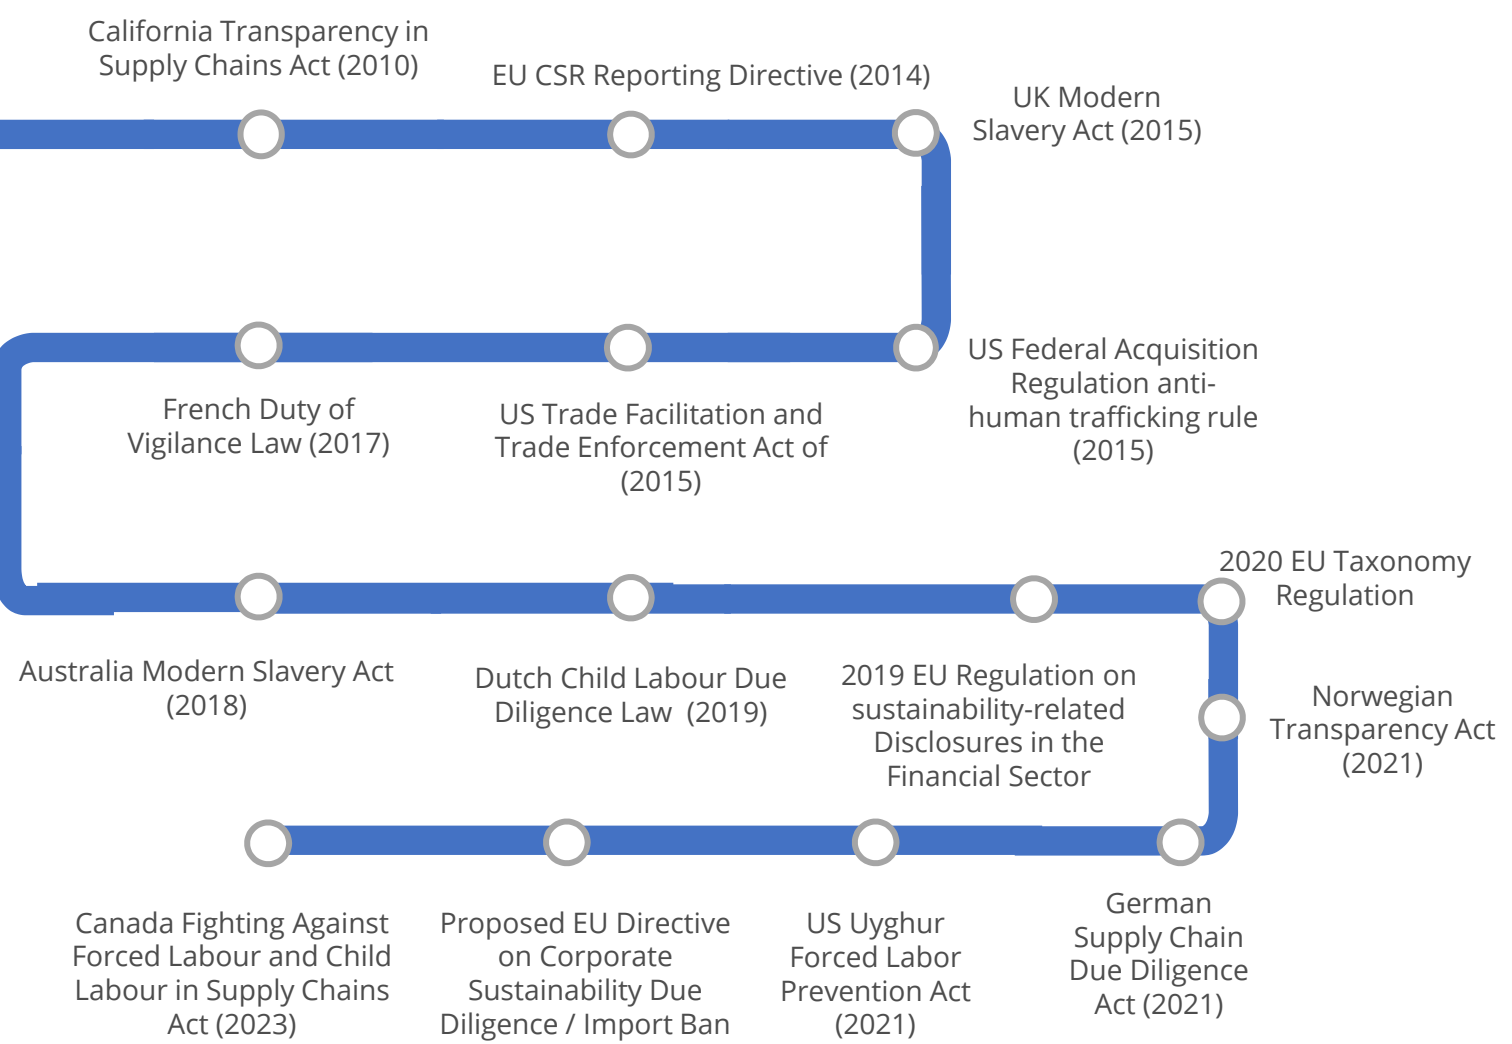 California Transparency in
Supply Chains Act (2010)
EU CSR Reporting Directive (2014)
UK Modern
Slavery Act (2015)
US Federal Acquisition
Regulation anti-
human trafficking rule
(2015)
US Trade Facilitation and
Trade Enforcement Act of
(2015)
French Duty of
Vigilance Law (2017)
Australia Modern Slavery Act
(2018)
Dutch Child Labour Due
Diligence Law (2019)
2019 EU Regulation on
sustainability-related
Disclosures in the
Financial Sector
2020 EU Taxonomy
Regulation
Norwegian
Transparency Act
(2021)
German
Supply Chain
Due Diligence
Act (2021)
US Uyghur
Forced Labor
Prevention Act
(2021)
Proposed EU Directive
on Corporate
Sustainability Due
Diligence / Import Ban
Canada Fighting Against
Forced Labour and Child
Labour in Supply Chains
Act (2023)